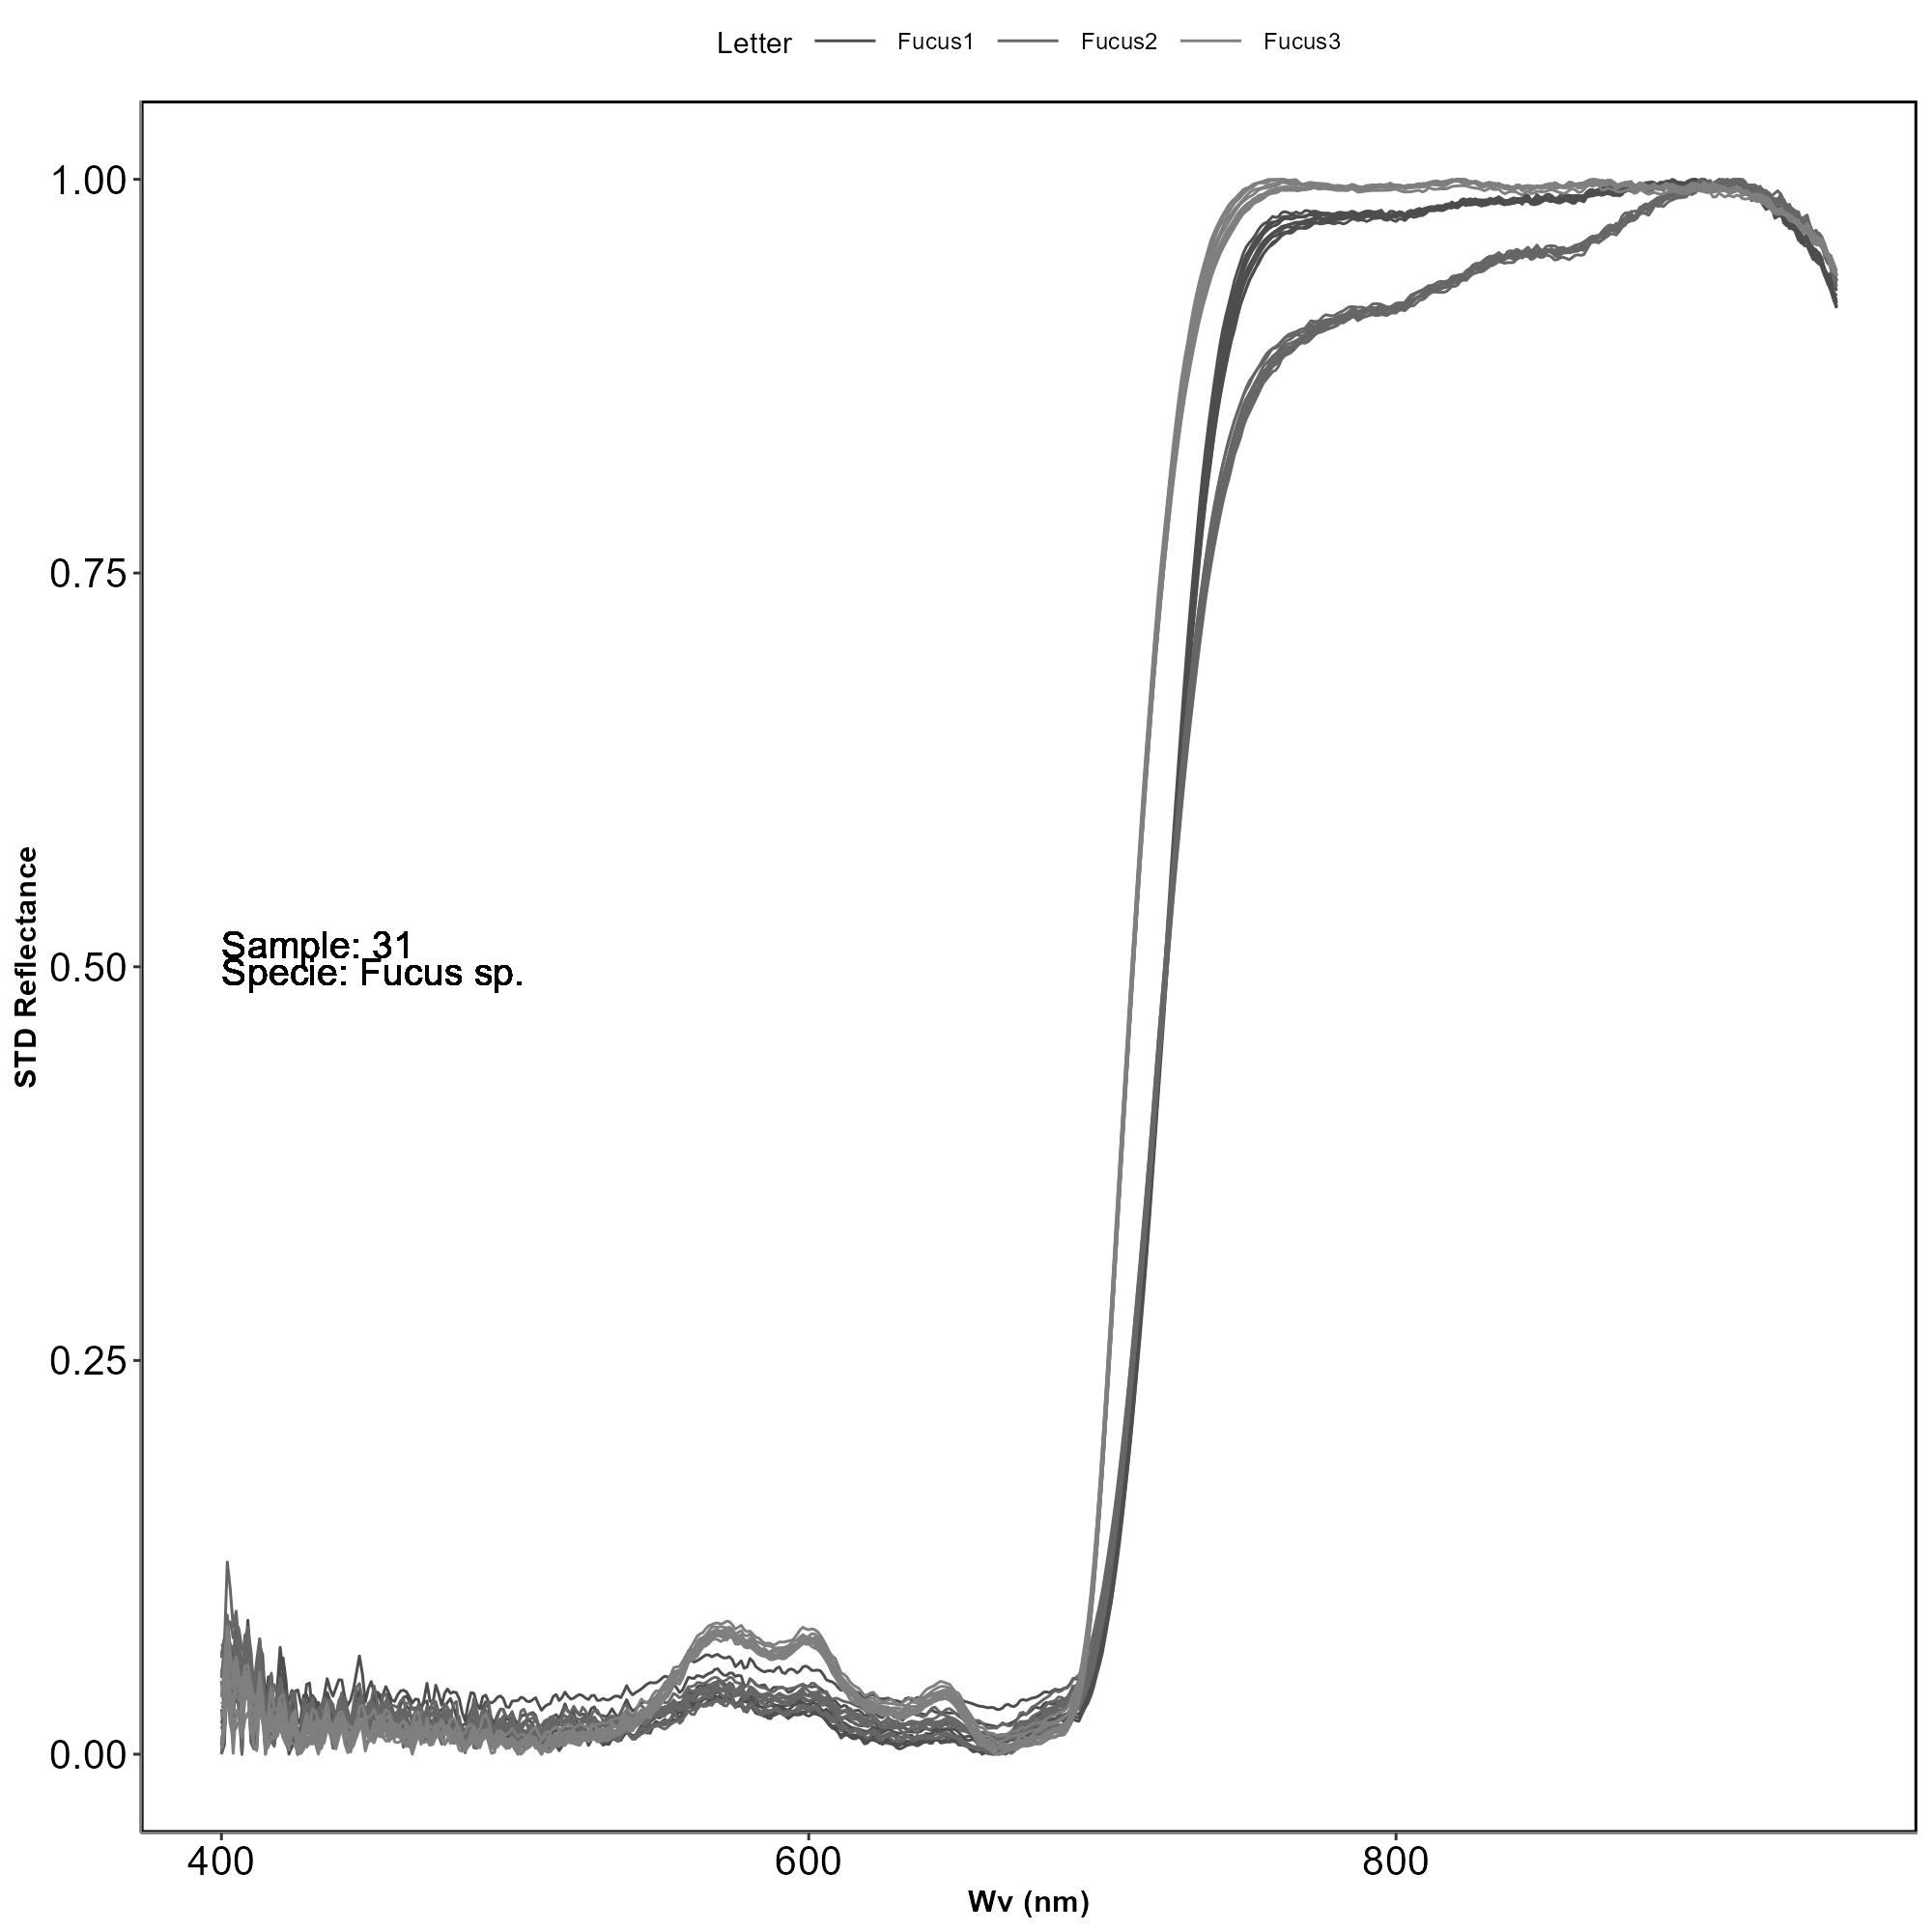 Letter Fucus1 Fucus2 Fucus3
1.00
0.75
0.50
0.25
0.00
STD Reflectance
Sample: 31
Specie: Fucus sp.
400 600 800
Wv (nm)